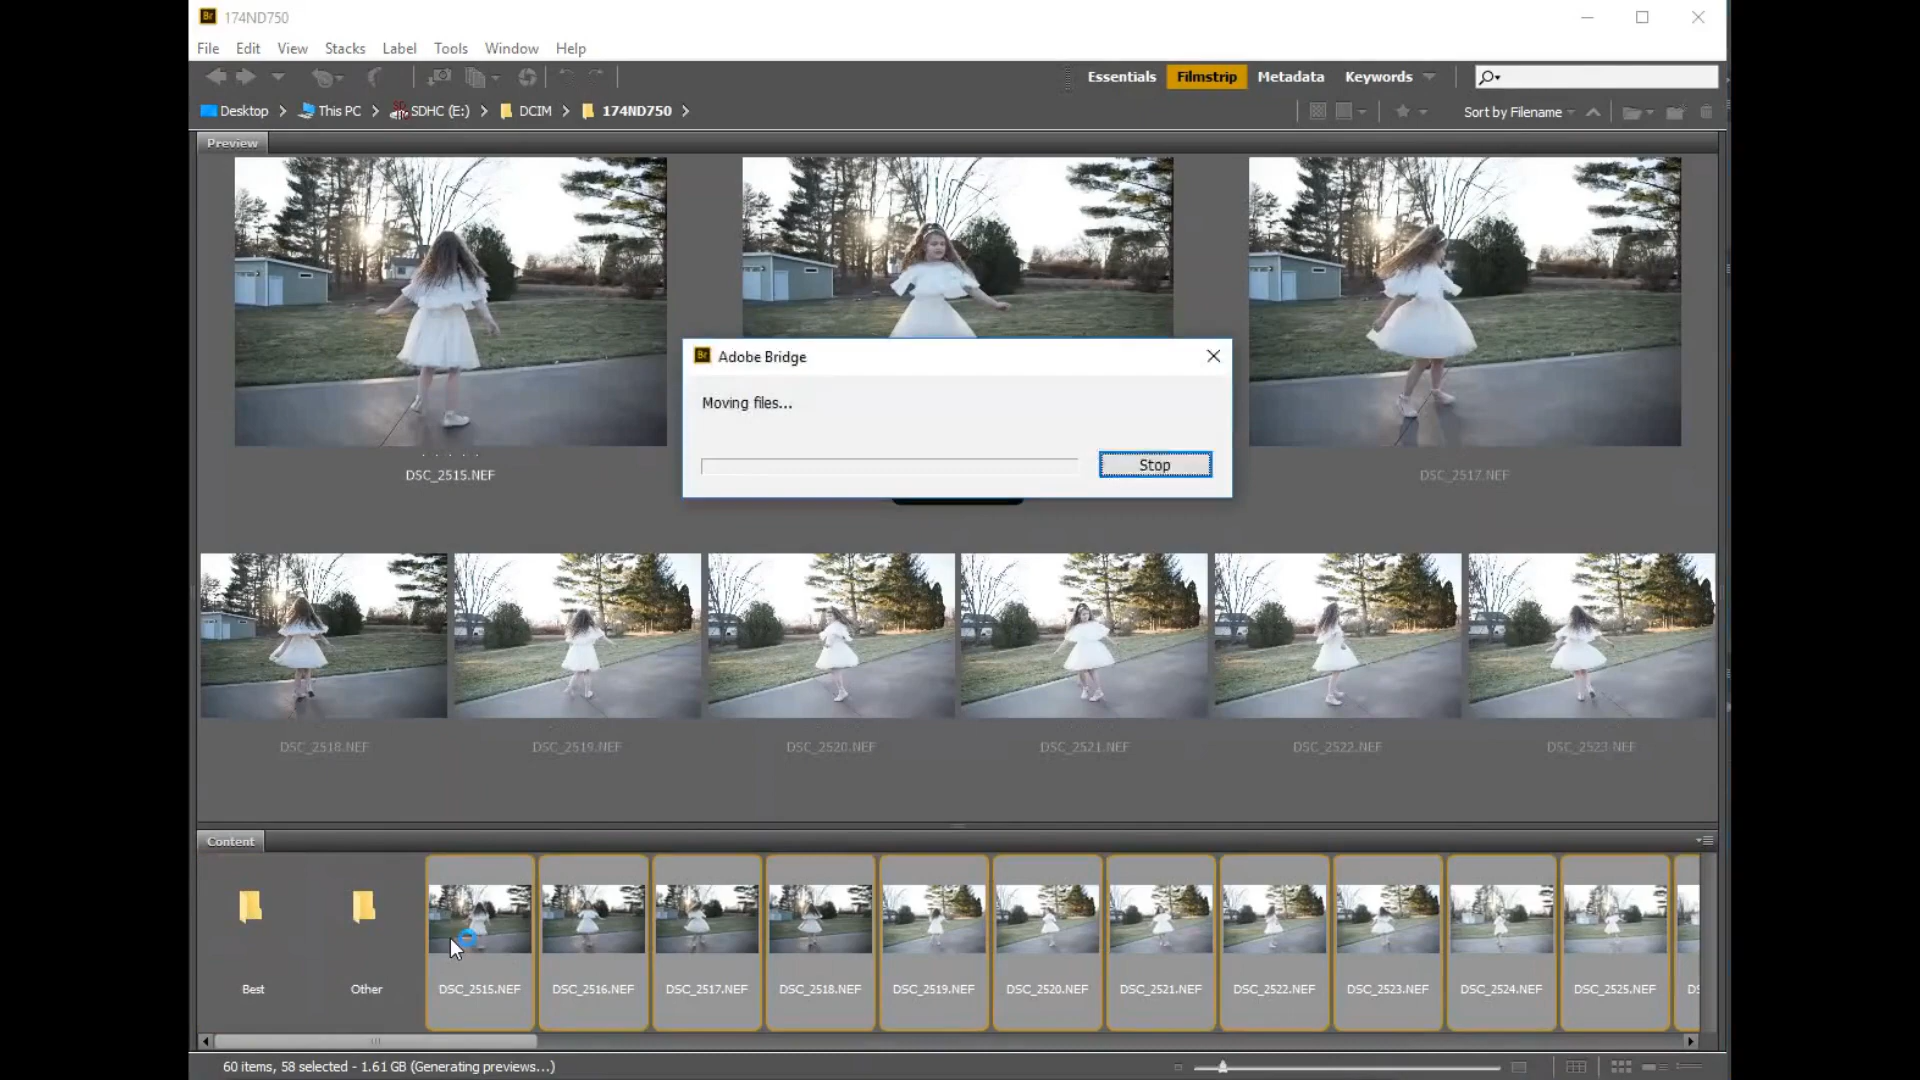 174ND750
File Edit View Stacks Label Tools Window Help
Essentials Filmstrip Metadata Keywords
Desktop This PC SDHC (E:) DCIM 174ND750 Sort by Filename
Preview
DSC_2515.NEF DSC_2517.NEF
Adobe Bridge
Moving files...
Stop
DSC_2518.NEF DSC_2519.NEF DSC_2520.NEF DSC_2521.NEF DSC_2522.NEF DSC_2523.NEF
Content
Best Other DSC_2515.NEF DSC_2516.NEF DSC_2517.NEF DSC_2518.NEF DSC_2519.NEF DSC_2520.NEF DSC_2521.NEF DSC_2522.NEF DSC_2523.NEF DSC_2524.NEF DSC_2525.NEF
60 items, 58 selected - 1.61 GB (Generating previews...)